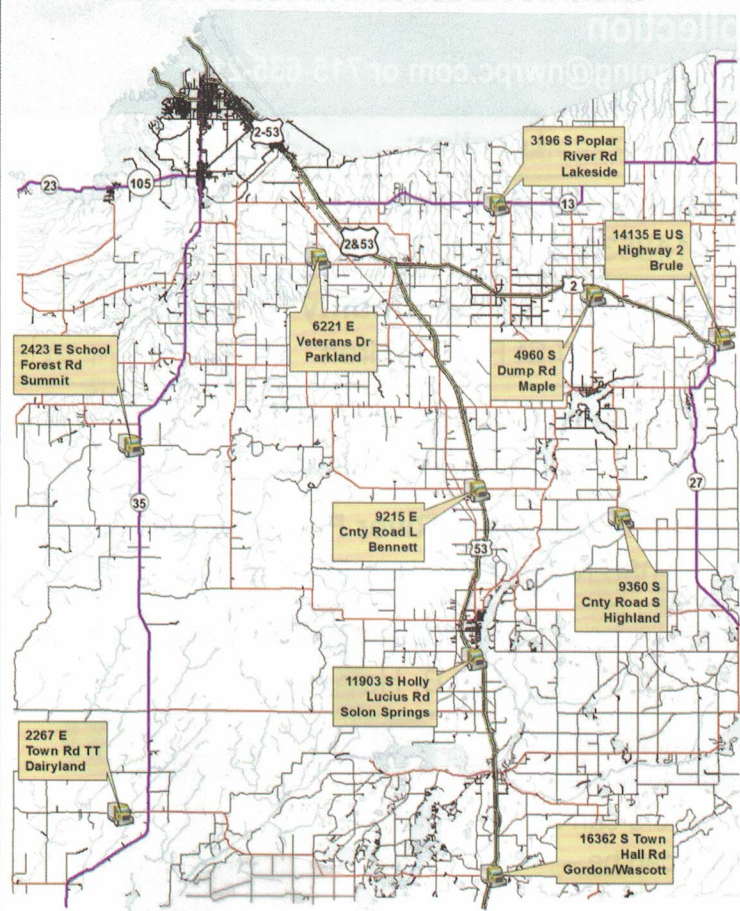 ollection
nning@nwrpc.com or 715-635-2
2-53
3196 S Poplar
River Rd
Lakeside
23
105
13
14135 E US
Highway 2
Brule
2&53
2
6221 E
Veterans Dr
Parkland
2423 E School
Forest Rd
Summit
4960 S
Dump Rd
Maple
35
27
9215 E
Cnty Road L
Bennett
53
9360 S
Cnty Road S
Highland
11903 S Holly
Lucius Rd
Solon Springs
2267 E
Town Rd TT
Dairyland
16362 S Town
Hall Rd
Gordon/Wascott